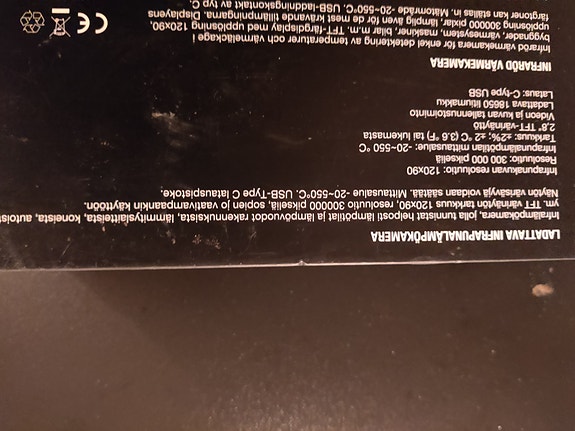 LADATTAVA INFRAPUNALÄMPÖKAMERA
Infralämpökamera, jolla tunnistat helposti lämpötilat ja lämpövuodot rakennuksista, lämmityslaitteista, koneista, autoist
ym. TFT värinäytön tarkkuus 120x90, resoluutio 300000 pikseliä, sopien jo vaativampaankin käyttöön.
Näytön värisävyjä voidaan säätää. Mittausalue -20~550°C. USB-Type C latauspistoke.
Infrapunakuvan resoluutio: 120X90
Resoluutio: 300 000 pikseliä
Infrapunalämpötilan mittausalue: -20~550 °C
Tarkkuus: ±2%; ±2 °C (3.6 °F) tai lukemasta
2,8" TFT-värinäyttö
Videon ja kuvan tallennustoiminto
Ladattava 18650 litiumakku
Lataus: C-type USB
INFRARÖD VÄRMEKAMERA
Infraröd värmekamera för enkel detektering av temperaturer och värmeläckage i
byggnader, värmesystem, maskiner, bilar m.m. TFT-färgdisplay med upplösning 120x90.
upplösning 300000 pixlar, lämplig även för de mest krävande tillämpningarna. Displayens
färgtoner kan ställas in. Mätområde -20~550°C. USB-laddningskontakt av typ C.
CE